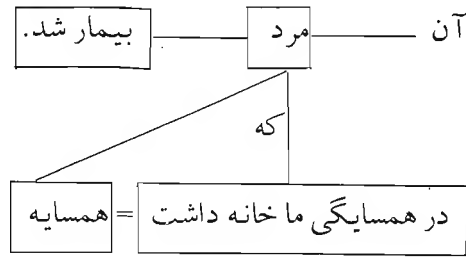 آن مرد بیمار شد.
که
در همسایگی ما خانه داشت = همسایه